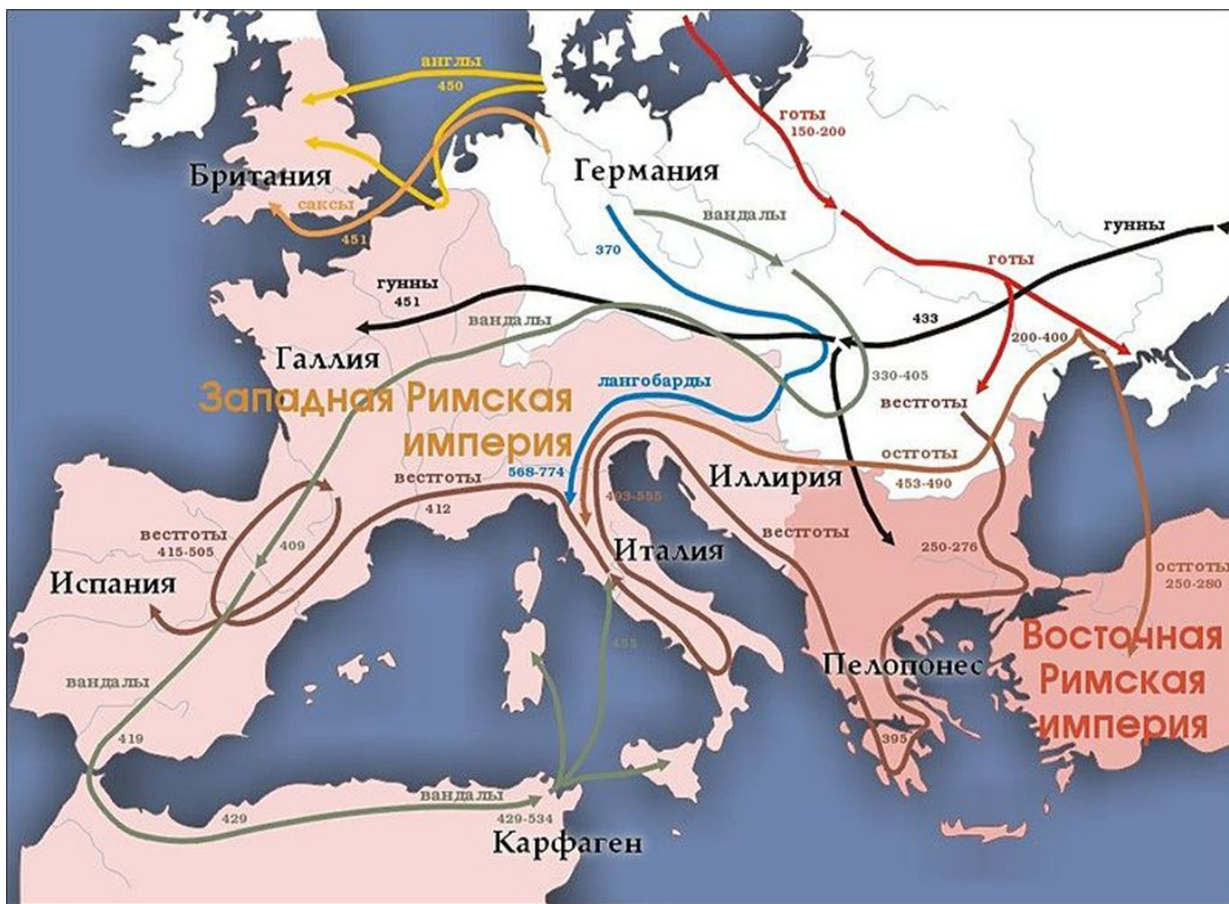 англы
450
готы
150-200
Британия
Германия
саксы
451
вандалы
370
гунны
готы
гунны
451
433
вандалы
200-400
Галлия
330-405
лангобарды
Западная Римская
империя
вестготы
остготы
453-490
568-774
вестготы
412
Иллирия
493-555
вестготы
415-505
409
Италия
вестготы
250-276
Испания
остготы
250-280
455
Восточная
Римская
империя
Пелопонес
вандалы
419
395
429
вандалы
429-534
Карфаген